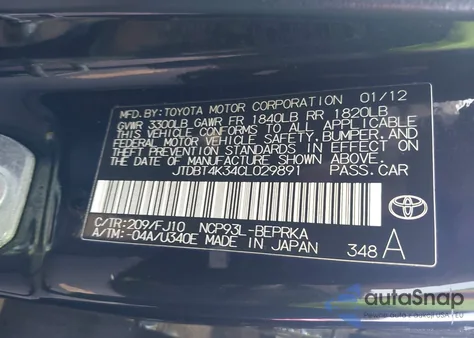 MFD.BY:TOYOTA MOTOR CORPORATION 01/12
GVWR 3300LB GAWR FR 1840LB RR 1820LB
THIS VEHICLE CONFORMS TO ALL APPLICABLE
FEDERAL MOTOR VEHICLE SAFETY, BUMPER, AND
THEFT PREVENTION STANDARDS IN EFFECT ON
THE DATE OF MANUFACTURE SHOWN ABOVE.
JTDBT4K34CL029891 PASS.CAR
C/TR:209/FJ10 NCP93L-BEPRKA
A/TM:-04A/U340E MADE IN JAPAN 348 A
TOYOTA
autoSnap